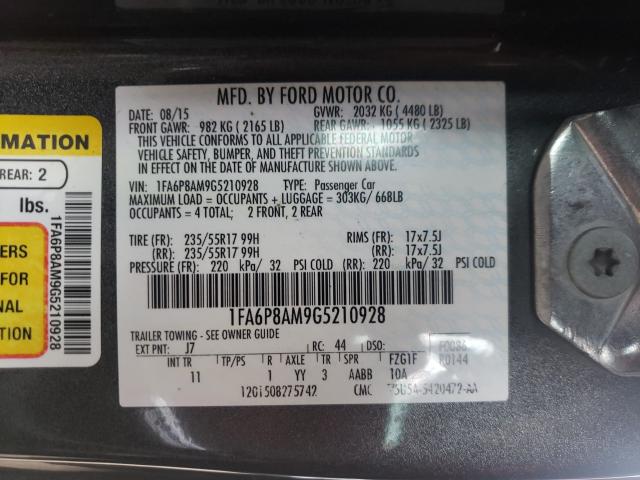 MFD. BY FORD MOTOR CO.
DATE: 08/15 GVWR: 2032 KG ( 4480 LB)
FRONT GAWR: 982 KG ( 2165 LB) REAR GAWR: 1055 KG ( 2325 LB)
THIS VEHICLE CONFORMS TO ALL APPLICABLE FEDERAL MOTOR
VEHICLE SAFETY, BUMPER, AND THEFT PREVENTION STANDARDS
IN EFFECT ON THE DATE OF MANUFACTURE SHOWN ABOVE.
VIN: 1FA6P8AM9G5210928 TYPE: Passenger Car
MAXIMUM LOAD = OCCUPANTS + LUGGAGE = 303KG/ 668LB
OCCUPANTS = 4 TOTAL; 2 FRONT, 2 REAR
TIRE (FR): 235/55R17 99H RIMS (FR): 17x7.5J
(RR): 235/55R17 99H (RR): 17x7.5J
PRESSURE (FR): 220 kPa/ 32 PSI COLD (RR): 220 kPa/ 32 PSI COLD
1FA6P8AM9G5210928
TRAILER TOWING - SEE OWNER GUIDE
EXT PNT: J7 RC: 44 DSO: F0086
INT TR TP/PS R AXLE TR SPR FZG1F R0144
11 1 YY 3 AABB 10A
12G1508275742 CMC
RMATION
REAR: 2
lbs.
ERS
FOR
NAL
TION
1FA6P8AM9G5210928